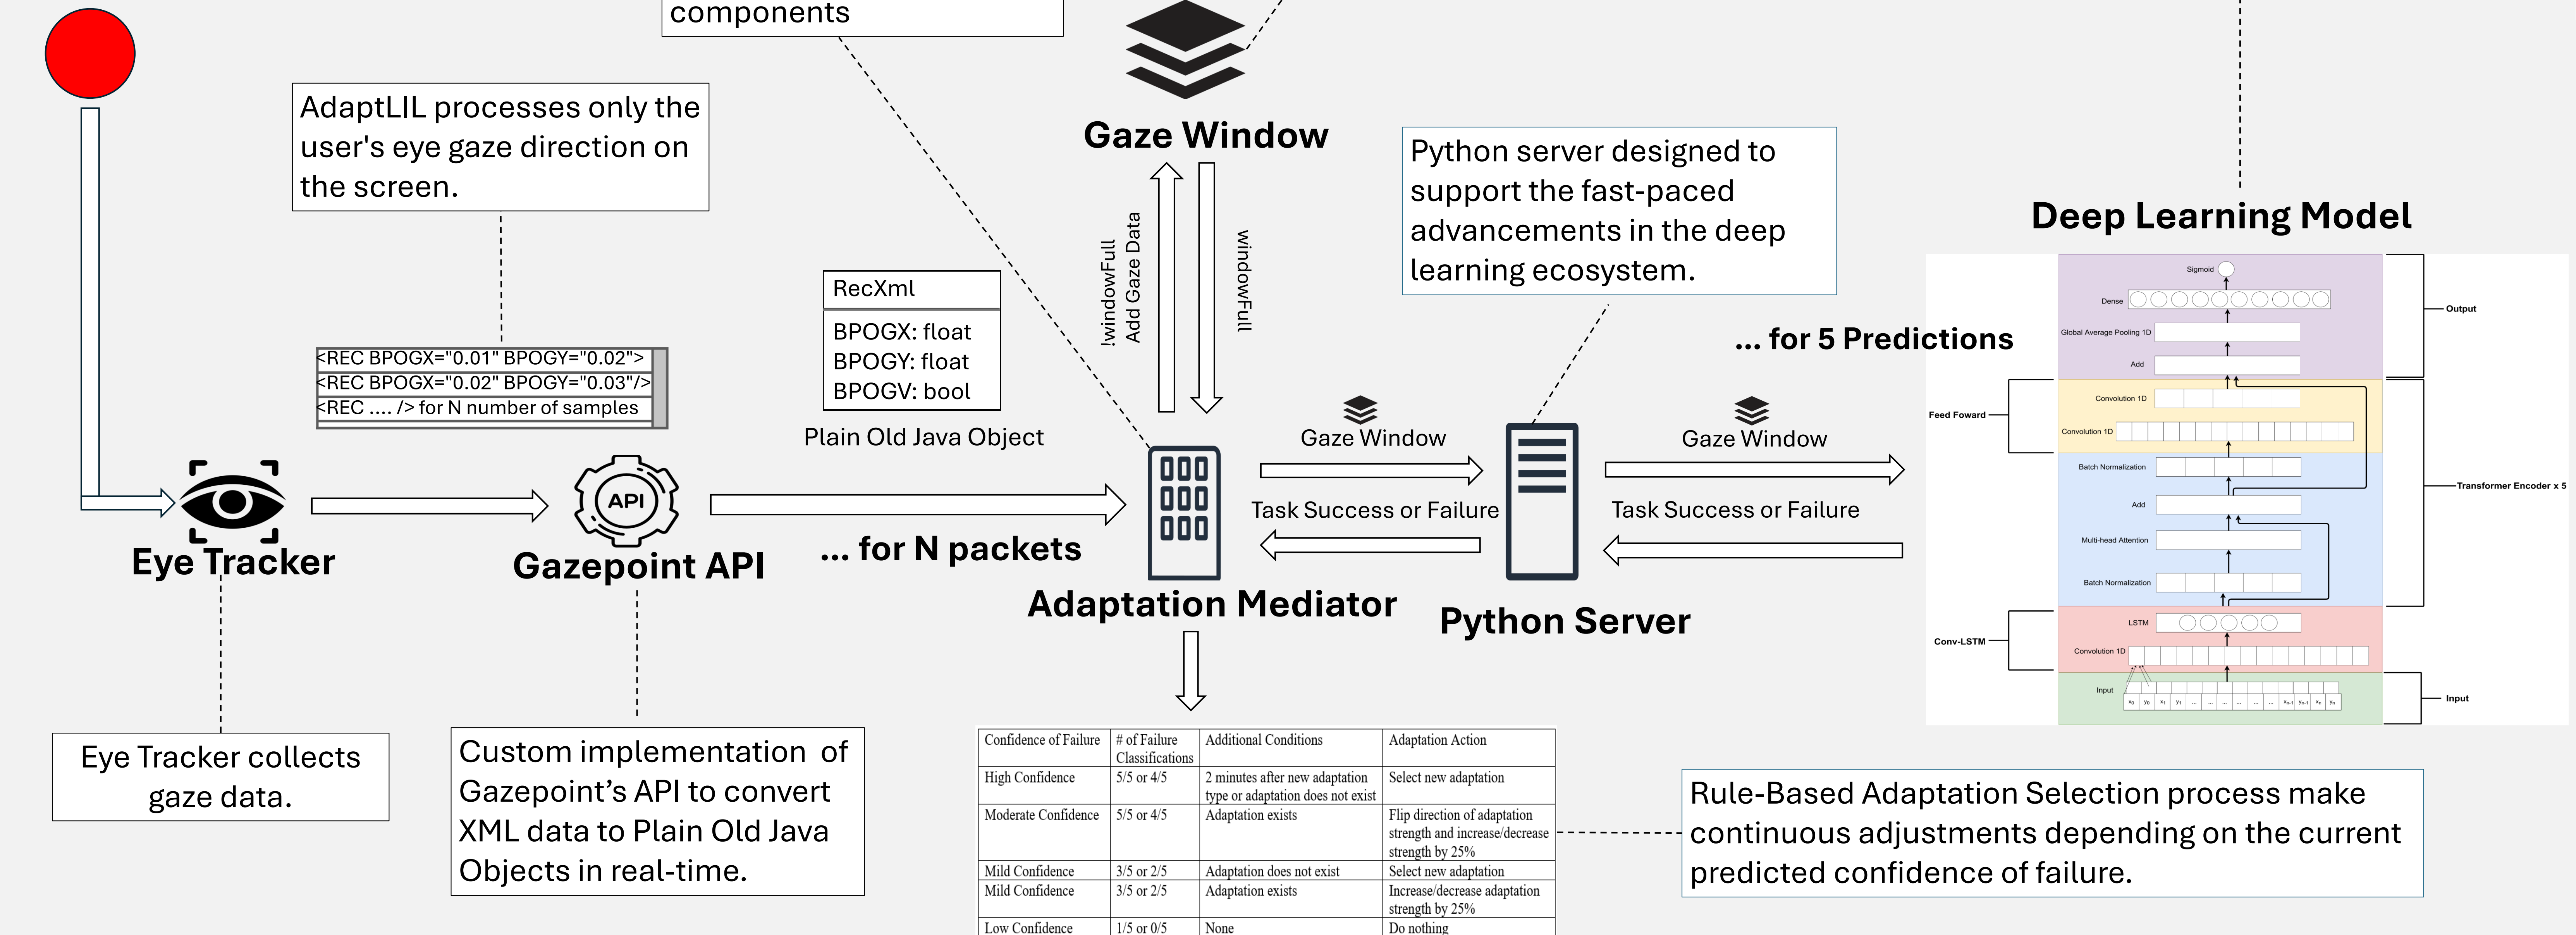 components
Gaze Window
AdaptLIL processes only the
user's eye gaze direction on
the screen.
<REC BPOGX="0.01" BPOGY="0.02">
<REC BPOGX="0.02" BPOGY="0.03"/>
<REC .... /> for N number of samples
RecXml
BPOGX: float
BPOGY: float
BPOGV: bool
Plain Old Java Object
!windowFull
Add Gaze Data
windowFull
Python server designed to
support the fast-paced
advancements in the deep
learning ecosystem.
... for 5 Predictions
Gaze Window
Task Success or Failure
Gaze Window
Task Success or Failure
Eye Tracker
Gazepoint API
API
... for N packets
Adaptation Mediator
Python Server
Deep Learning Model
Sigmoid
Dense
Global Average Pooling 1D
Add
Output
Convolution 1D
Feed Foward
Convolution 1D
Batch Normalization
Transformer Encoder x 5
Add
Multi-head Attention
Batch Normalization
LSTM
Conv-LSTM
Convolution 1D
Input
Input
x0 y0 x1 y1 ... ... ... ... ... ... xn-1 yn-1 xn yn
Eye Tracker collects
gaze data.
Custom implementation of
Gazepoint’s API to convert
XML data to Plain Old Java
Objects in real-time.
Confidence of Failure # of Failure Classifications Additional Conditions Adaptation Action
High Confidence 5/5 or 4/5 2 minutes after new adaptation type or adaptation does not exist Select new adaptation
Moderate Confidence 5/5 or 4/5 Adaptation exists Flip direction of adaptation strength and increase/decrease strength by 25%
Mild Confidence 3/5 or 2/5 Adaptation does not exist Select new adaptation
Mild Confidence 3/5 or 2/5 Adaptation exists Increase/decrease adaptation strength by 25%
Low Confidence 1/5 or 0/5 None Do nothing
Rule-Based Adaptation Selection process make
continuous adjustments depending on the current
predicted confidence of failure.